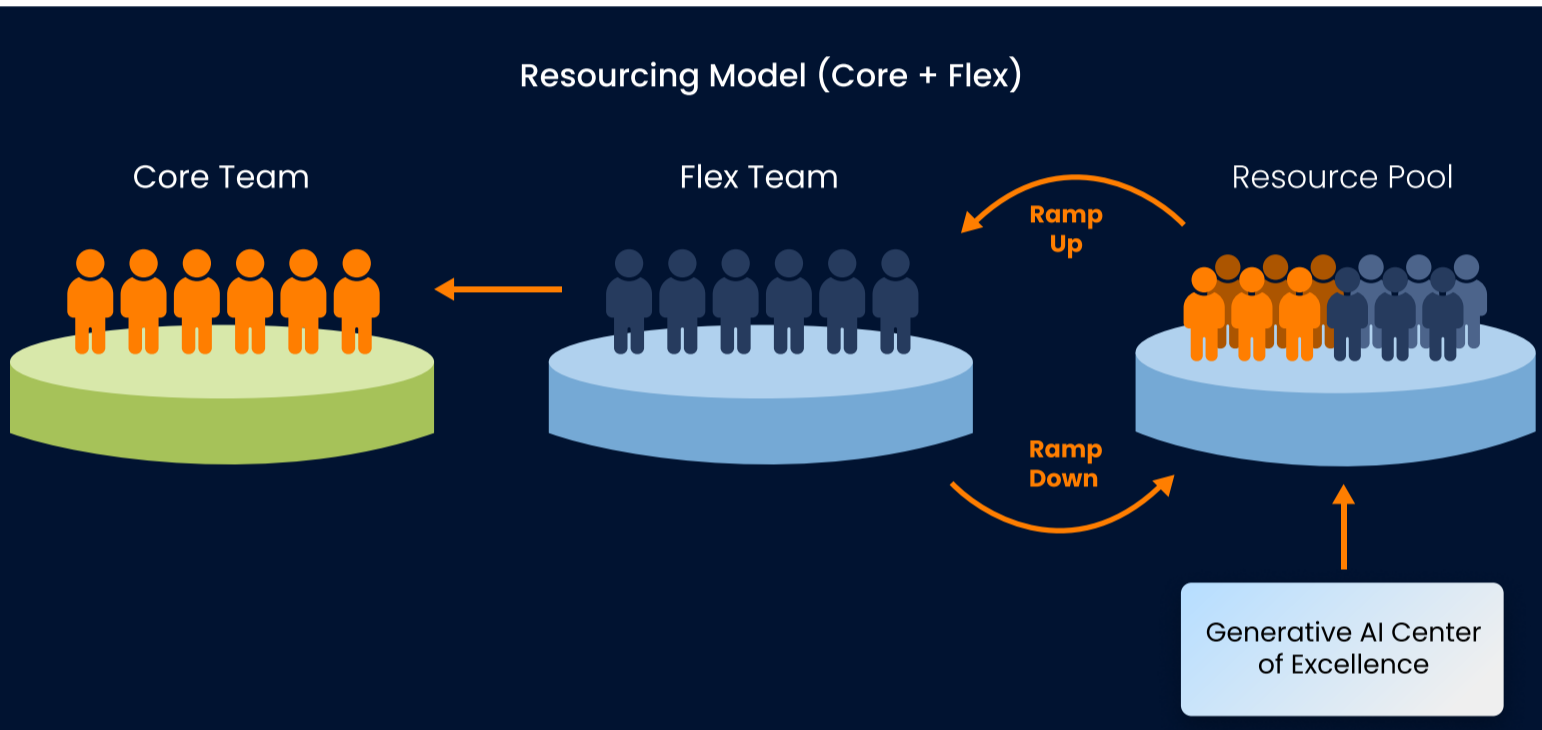 Resourcing Model (Core + Flex)
Core Team
Flex Team
Resource Pool
Ramp
Up
Ramp
Down
Generative AI Center
of Excellence